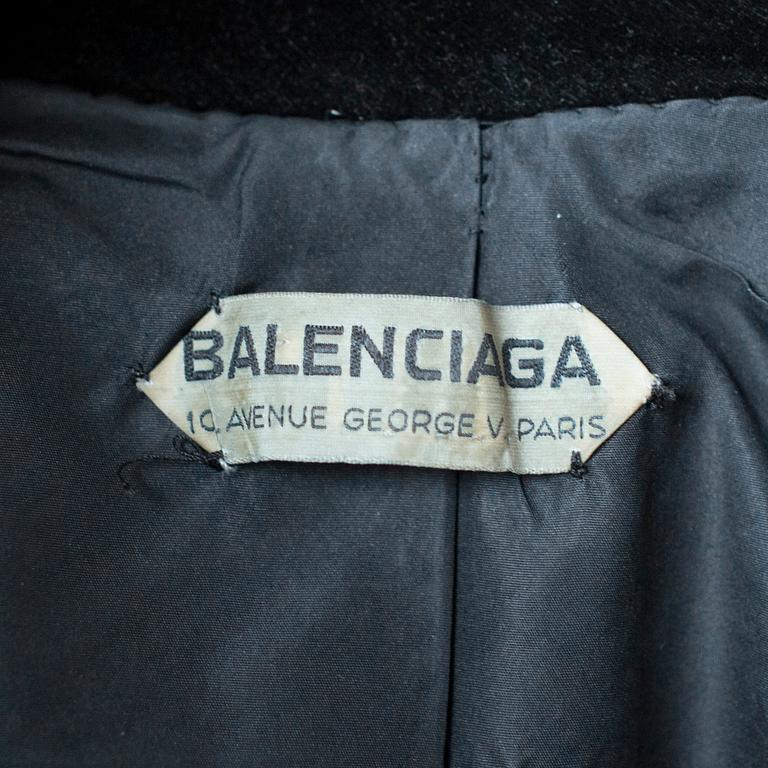 BALENCIAGA
10, AVENUE GEORGE V, PARIS